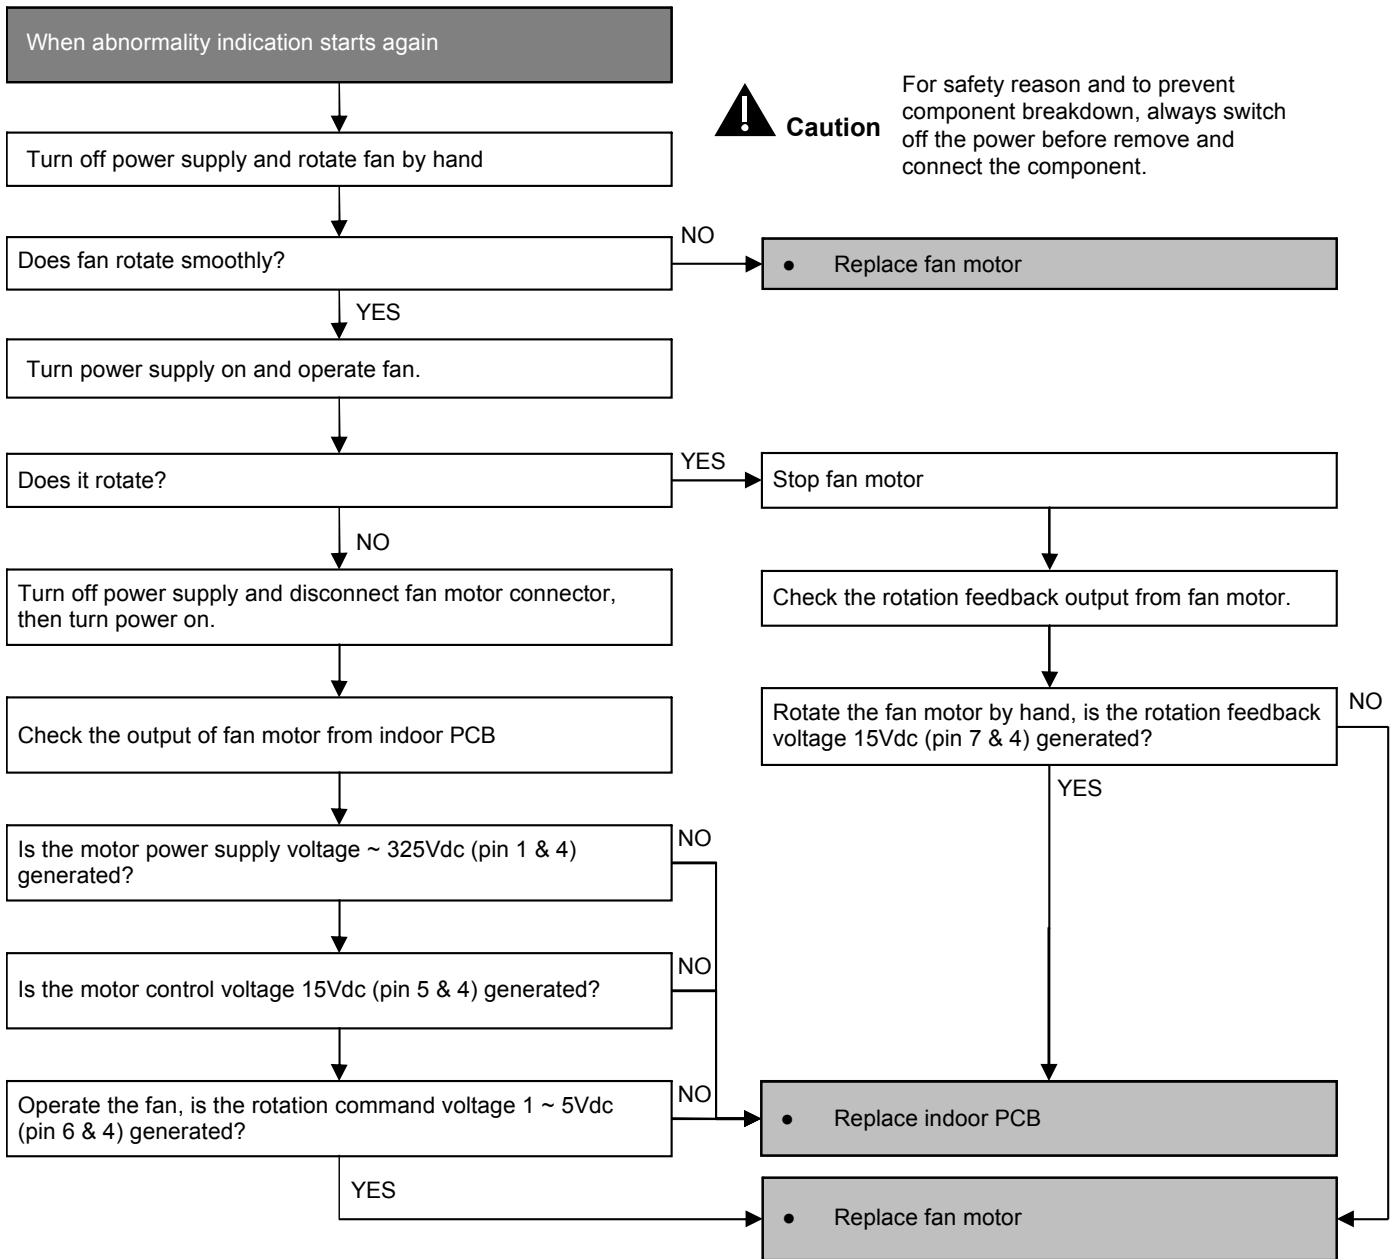 When abnormality indication starts again
Caution
For safety reason and to prevent
component breakdown, always switch
off the power before remove and
connect the component.
Turn off power supply and rotate fan by hand
Does fan rotate smoothly?
NO
● Replace fan motor
YES
Turn power supply on and operate fan.
Does it rotate?
YES
Stop fan motor
NO
Turn off power supply and disconnect fan motor connector,
then turn power on.
Check the rotation feedback output from fan motor.
Check the output of fan motor from indoor PCB
Rotate the fan motor by hand, is the rotation feedback
voltage 15Vdc (pin 7 & 4) generated?
NO
YES
Is the motor power supply voltage ~ 325Vdc (pin 1 & 4)
generated?
NO
Is the motor control voltage 15Vdc (pin 5 & 4) generated?
NO
Operate the fan, is the rotation command voltage 1 ~ 5Vdc
(pin 6 & 4) generated?
NO
● Replace indoor PCB
YES
● Replace fan motor